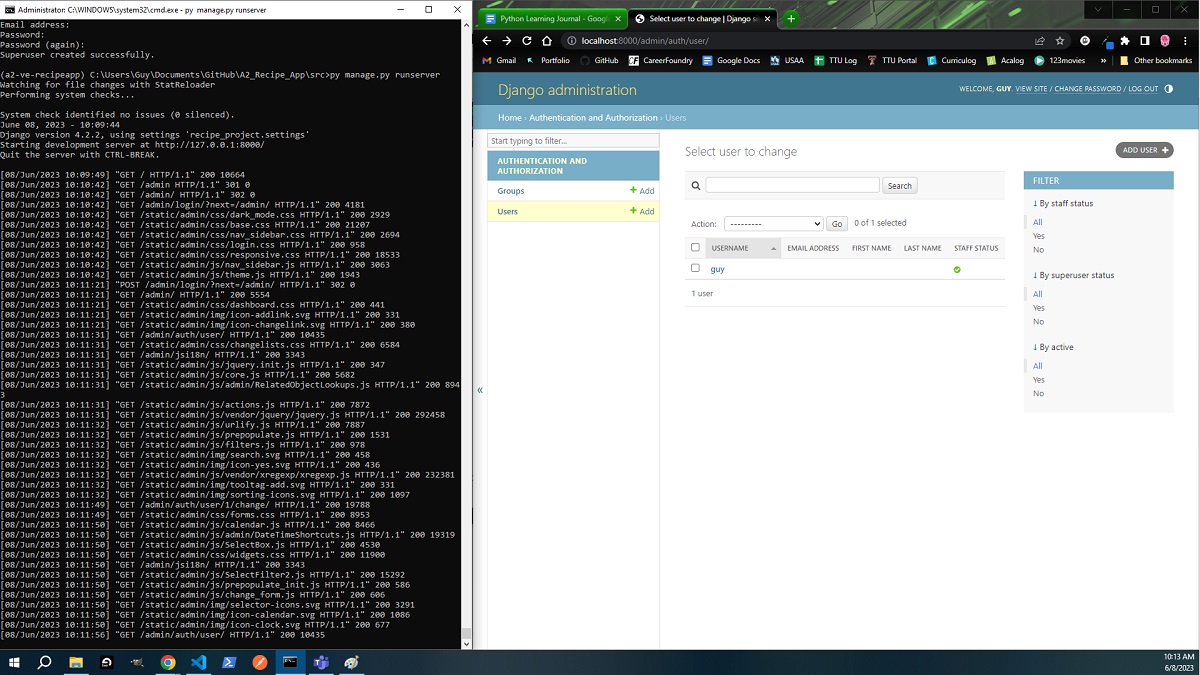 Administrator: C:\WINDOWS\system32\cmd.exe - py manage.py runserver
Email address:
Password:
Password (again):
Superuser created successfully.
(a2-ve-recipeapp) C:\Users\Guy\Documents\GitHub\A2_Recipe_App\src>py manage.py runserver
Watching for file changes with StatReloader
Performing system checks...
System check identified no issues (0 silenced).
June 08, 2023 - 10:09:44
Django version 4.2.2, using settings 'recipe_project.settings'
Starting development server at http://127.0.0.1:8000/
Quit the server with CTRL-BREAK.
[08/Jun/2023 10:09:49] "GET / HTTP/1.1" 200 10664
[08/Jun/2023 10:10:42] "GET /admin HTTP/1.1" 301 0
[08/Jun/2023 10:10:42] "GET /admin/ HTTP/1.1" 302 0
[08/Jun/2023 10:10:42] "GET /admin/login/?next=/admin/ HTTP/1.1" 200 4181
[08/Jun/2023 10:10:42] "GET /static/admin/css/dark_mode.css HTTP/1.1" 200 2929
[08/Jun/2023 10:10:42] "GET /static/admin/css/base.css HTTP/1.1" 200 21207
[08/Jun/2023 10:10:42] "GET /static/admin/css/nav_sidebar.css HTTP/1.1" 200 2694
[08/Jun/2023 10:10:42] "GET /static/admin/css/login.css HTTP/1.1" 200 958
[08/Jun/2023 10:10:42] "GET /static/admin/css/responsive.css HTTP/1.1" 200 18533
[08/Jun/2023 10:10:42] "GET /static/admin/js/nav_sidebar.js HTTP/1.1" 200 3063
[08/Jun/2023 10:10:42] "GET /static/admin/js/theme.js HTTP/1.1" 200 1943
[08/Jun/2023 10:11:21] "POST /admin/login/?next=/admin/ HTTP/1.1" 302 0
[08/Jun/2023 10:11:21] "GET /admin/ HTTP/1.1" 200 5554
[08/Jun/2023 10:11:21] "GET /static/admin/css/dashboard.css HTTP/1.1" 200 441
[08/Jun/2023 10:11:21] "GET /static/admin/img/icon-addlink.svg HTTP/1.1" 200 331
[08/Jun/2023 10:11:21] "GET /static/admin/img/icon-changelink.svg HTTP/1.1" 200 380
[08/Jun/2023 10:11:31] "GET /admin/auth/user/ HTTP/1.1" 200 10435
[08/Jun/2023 10:11:31] "GET /static/admin/css/changelists.css HTTP/1.1" 200 6584
[08/Jun/2023 10:11:31] "GET /admin/jsi18n/ HTTP/1.1" 200 3343
[08/Jun/2023 10:11:31] "GET /static/admin/js/jquery.init.js HTTP/1.1" 200 347
[08/Jun/2023 10:11:31] "GET /static/admin/js/core.js HTTP/1.1" 200 5682
[08/Jun/2023 10:11:31] "GET /static/admin/js/admin/RelatedObjectLookups.js HTTP/1.1" 200 894
3
[08/Jun/2023 10:11:31] "GET /static/admin/js/actions.js HTTP/1.1" 200 7872
[08/Jun/2023 10:11:31] "GET /static/admin/js/vendor/jquery/jquery.js HTTP/1.1" 200 292458
[08/Jun/2023 10:11:32] "GET /static/admin/js/urlify.js HTTP/1.1" 200 7887
[08/Jun/2023 10:11:32] "GET /static/admin/js/prepopulate.js HTTP/1.1" 200 1531
[08/Jun/2023 10:11:32] "GET /static/admin/js/filters.js HTTP/1.1" 200 978
[08/Jun/2023 10:11:32] "GET /static/admin/img/search.svg HTTP/1.1" 200 458
[08/Jun/2023 10:11:32] "GET /static/admin/img/icon-yes.svg HTTP/1.1" 200 436
[08/Jun/2023 10:11:32] "GET /static/admin/js/vendor/xregexp/xregexp.js HTTP/1.1" 200 232381
[08/Jun/2023 10:11:32] "GET /static/admin/img/tooltag-add.svg HTTP/1.1" 200 331
[08/Jun/2023 10:11:32] "GET /static/admin/img/sorting-icons.svg HTTP/1.1" 200 1097
[08/Jun/2023 10:11:49] "GET /admin/auth/user/1/change/ HTTP/1.1" 200 19788
[08/Jun/2023 10:11:49] "GET /static/admin/css/forms.css HTTP/1.1" 200 8953
[08/Jun/2023 10:11:50] "GET /static/admin/js/calendar.js HTTP/1.1" 200 8466
[08/Jun/2023 10:11:50] "GET /static/admin/js/admin/DateTimeShortcuts.js HTTP/1.1" 200 19319
[08/Jun/2023 10:11:50] "GET /static/admin/js/SelectBox.js HTTP/1.1" 200 4530
[08/Jun/2023 10:11:50] "GET /static/admin/css/widgets.css HTTP/1.1" 200 11900
[08/Jun/2023 10:11:50] "GET /admin/jsi18n/ HTTP/1.1" 200 3343
[08/Jun/2023 10:11:50] "GET /static/admin/js/SelectFilter2.js HTTP/1.1" 200 15292
[08/Jun/2023 10:11:50] "GET /static/admin/js/prepopulate_init.js HTTP/1.1" 200 586
[08/Jun/2023 10:11:50] "GET /static/admin/js/change_form.js HTTP/1.1" 200 606
[08/Jun/2023 10:11:50] "GET /static/admin/img/selector-icons.svg HTTP/1.1" 200 3291
[08/Jun/2023 10:11:50] "GET /static/admin/img/icon-calendar.svg HTTP/1.1" 200 1086
[08/Jun/2023 10:11:50] "GET /static/admin/img/icon-clock.svg HTTP/1.1" 200 677
[08/Jun/2023 10:11:56] "GET /admin/auth/user/ HTTP/1.1" 200 10435
Python Learning Journal - Google
Select user to change | Django s
localhost:8000/admin/auth/user/
Gmail Portfolio GitHub CareerFoundry Google Docs USAA TTU Log TTU Portal Curriculog Acalog 123movies » Other bookmarks
Django administration
WELCOME, GUY. VIEW SITE / CHANGE PASSWORD / LOG OUT
Home › Authentication and Authorization › Users
Start typing to filter...
AUTHENTICATION AND
AUTHORIZATION
Groups + Add
Users + Add
«
Select user to change
ADD USER +
Search
Action: --------- Go 0 of 1 selected
USERNAME EMAIL ADDRESS FIRST NAME LAST NAME STAFF STATUS
guy
1 user
FILTER
↓ By staff status
All
Yes
No
↓ By superuser status
All
Yes
No
↓ By active
All
Yes
No
10:13 AM
6/8/2023